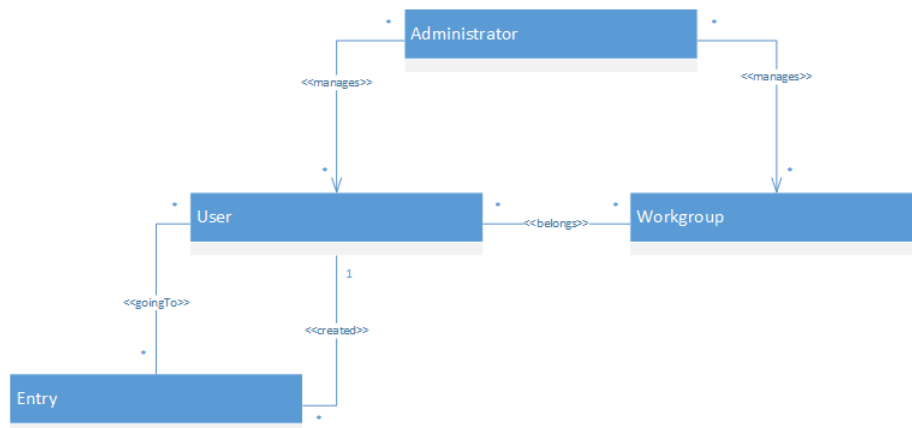 * Administrator *
<<manages>> <<manages>>
* *
* User * * Workgroup
<<belongs>>
1
<<goingTo>>
<<created>>
*
Entry
*